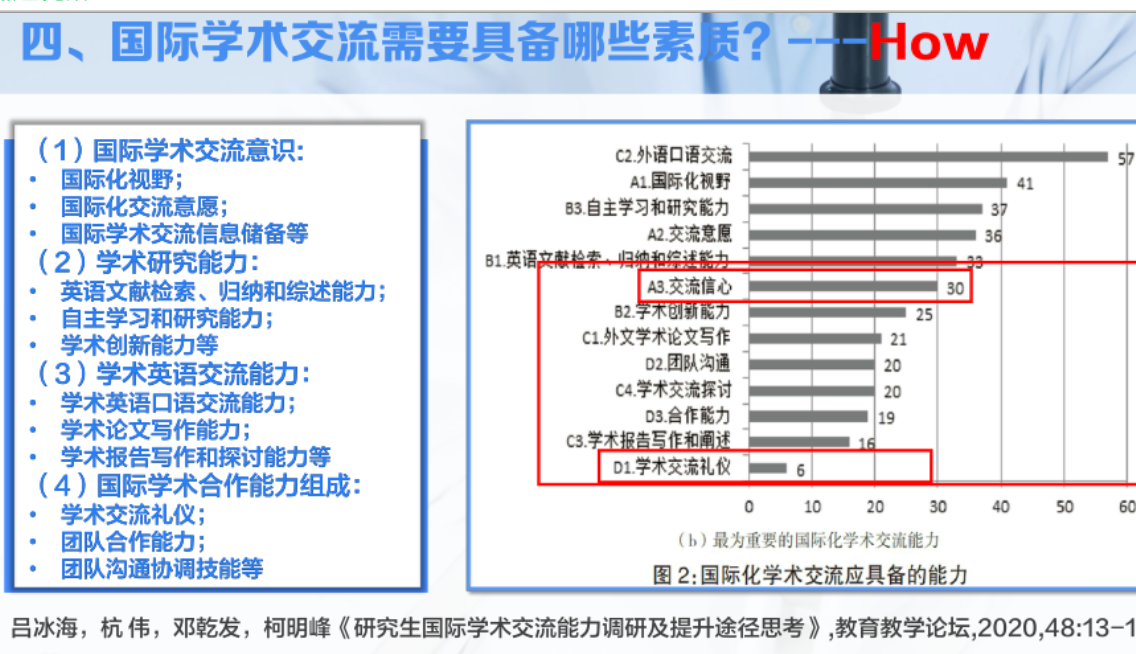 四、国际学术交流需要具备哪些素质？---How
（1）国际学术交流意识:
• 国际化视野;
• 国际化交流意愿;
• 国际学术交流信息储备等
（2）学术研究能力:
• 英语文献检索、归纳和综述能力;
• 自主学习和研究能力;
• 学术创新能力等
（3）学术英语交流能力:
• 学术英语口语交流能力;
• 学术论文写作能力;
• 学术报告写作和探讨能力等
（4）国际学术合作能力组成:
• 学术交流礼仪;
• 团队合作能力;
• 团队沟通协调技能等
C2.外语口语交流 57
A1.国际化视野 41
B3.自主学习和研究能力 37
A2.交流意愿 36
B1.英语文献检索、归纳和综述能力 33
A3.交流信心 30
B2.学术创新能力 25
C1.外文学术论文写作 21
D2.团队沟通 20
C4.学术交流探讨 20
D3.合作能力 19
C3.学术报告写作和阐述 16
D1.学术交流礼仪 6
0 10 20 30 40 50 60
（b）最为重要的国际化学术交流能力
图 2:国际化学术交流应具备的能力
吕冰海，杭 伟，邓乾发，柯明峰《研究生国际学术交流能力调研及提升途径思考》,教育教学论坛,2020,48:13-1